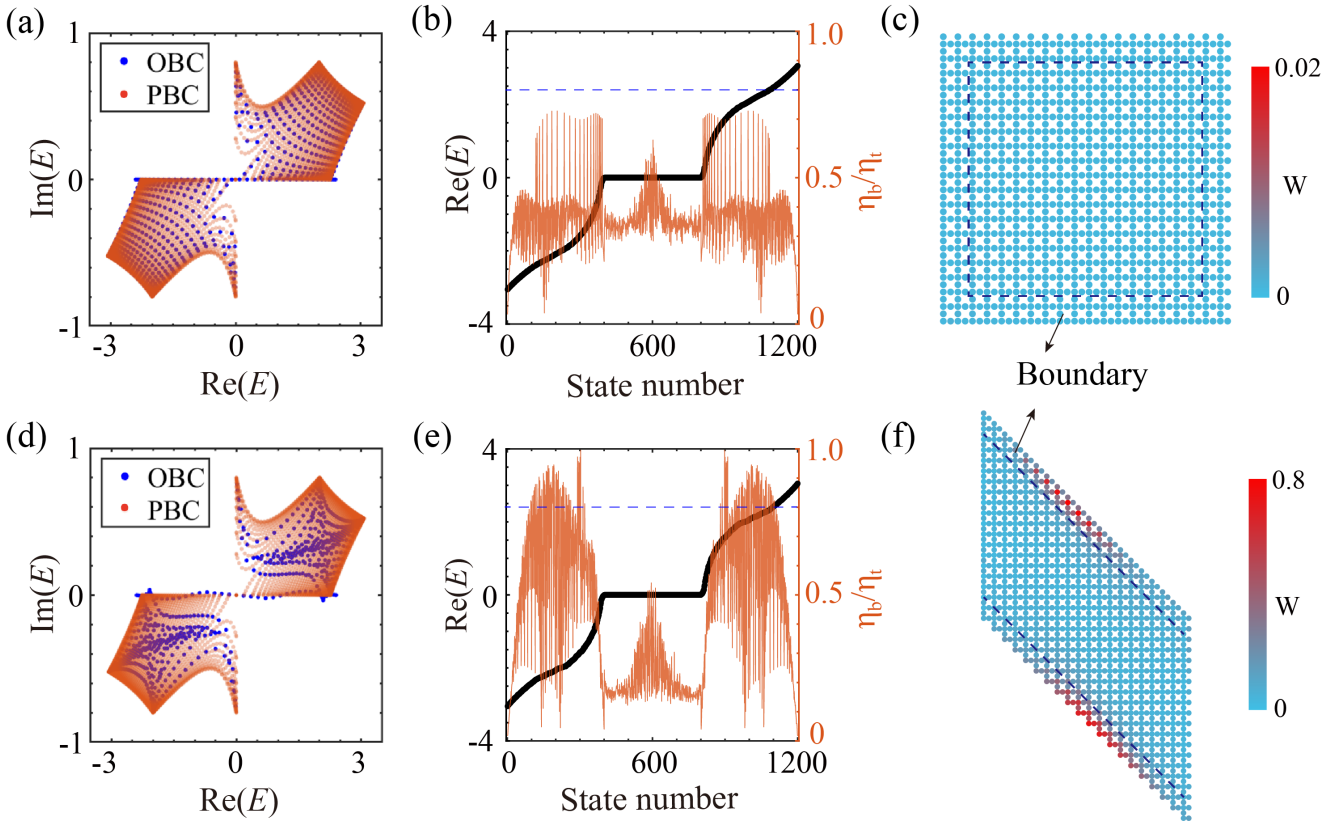 (a)
1
OBC
PBC
Im(E)
0
-1
-3
0
3
Re(E)
(b)
4
1.0
Re(E)
0
0.5
ηb/ηt
-4
0
0
600
1200
State number
(c)
0.02
W
0
Boundary
(d)
1
OBC
PBC
Im(E)
0
-1
-3
0
3
Re(E)
(e)
4
1.0
Re(E)
0
0.5
ηb/ηt
-4
0
0
600
1200
State number
(f)
0.8
W
0